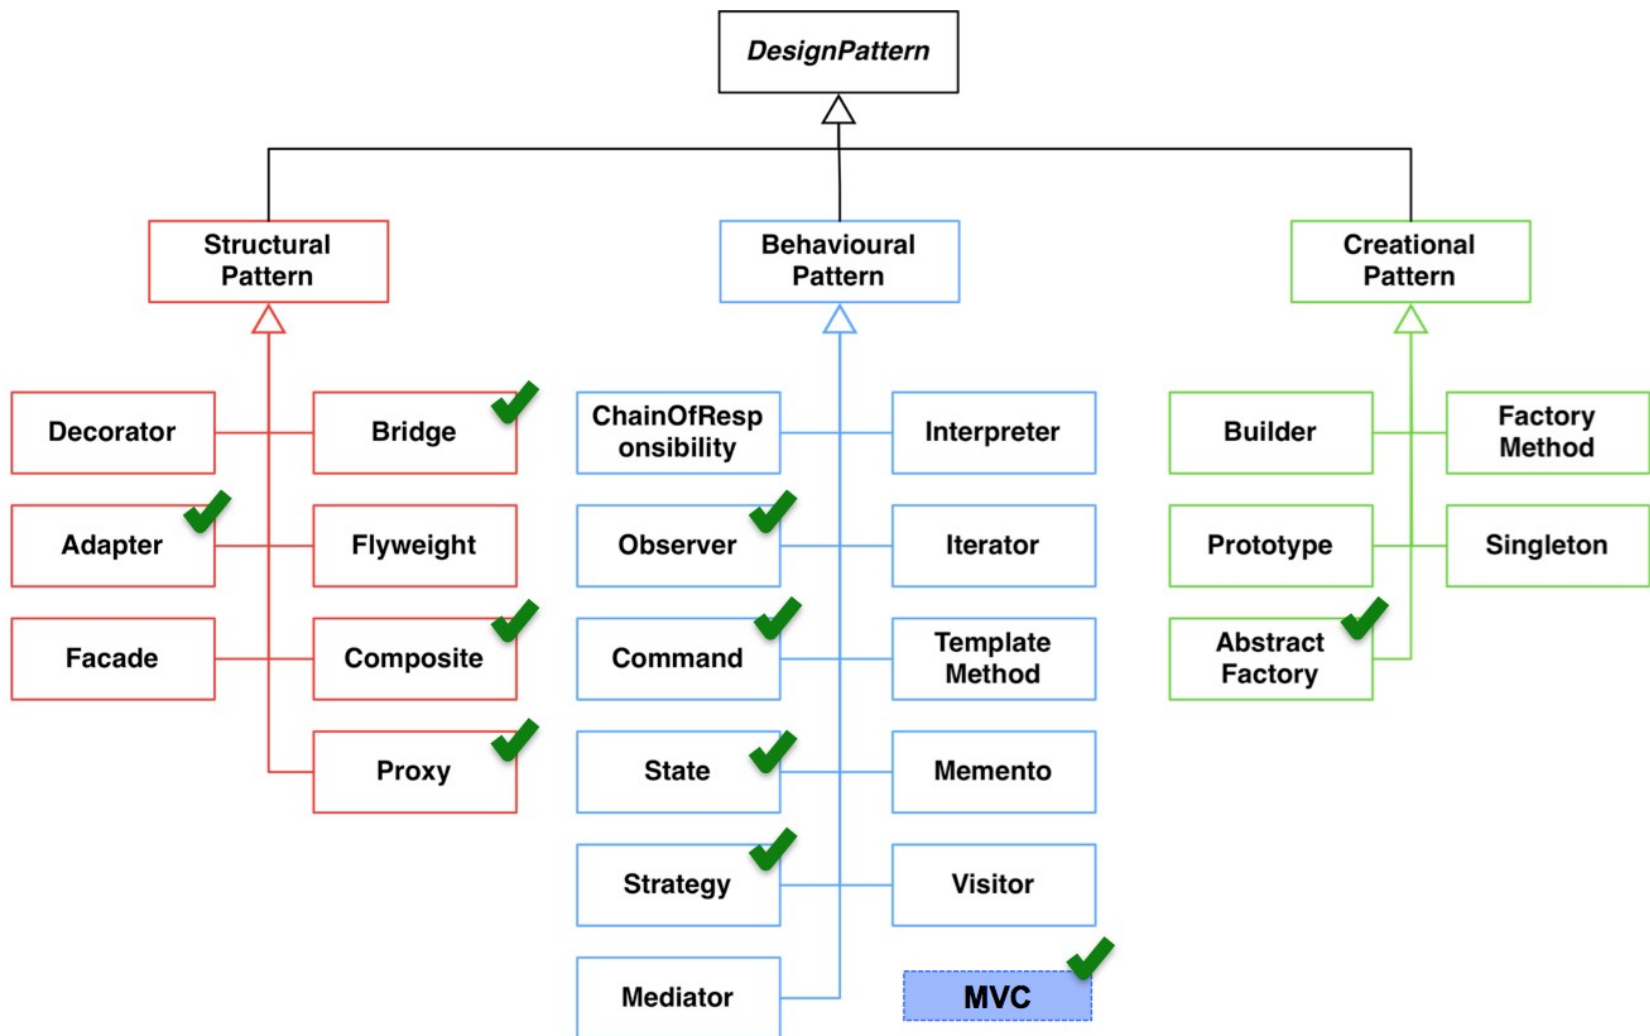 DesignPattern
Structural
Pattern
Behavioural
Pattern
Creational
Pattern
Decorator
Bridge
Adapter
Flyweight
Facade
Composite
Proxy
ChainOfResp
onsibility
Interpreter
Observer
Iterator
Command
Template
Method
State
Memento
Strategy
Visitor
Mediator
MVC
Builder
Factory
Method
Prototype
Singleton
Abstract
Factory